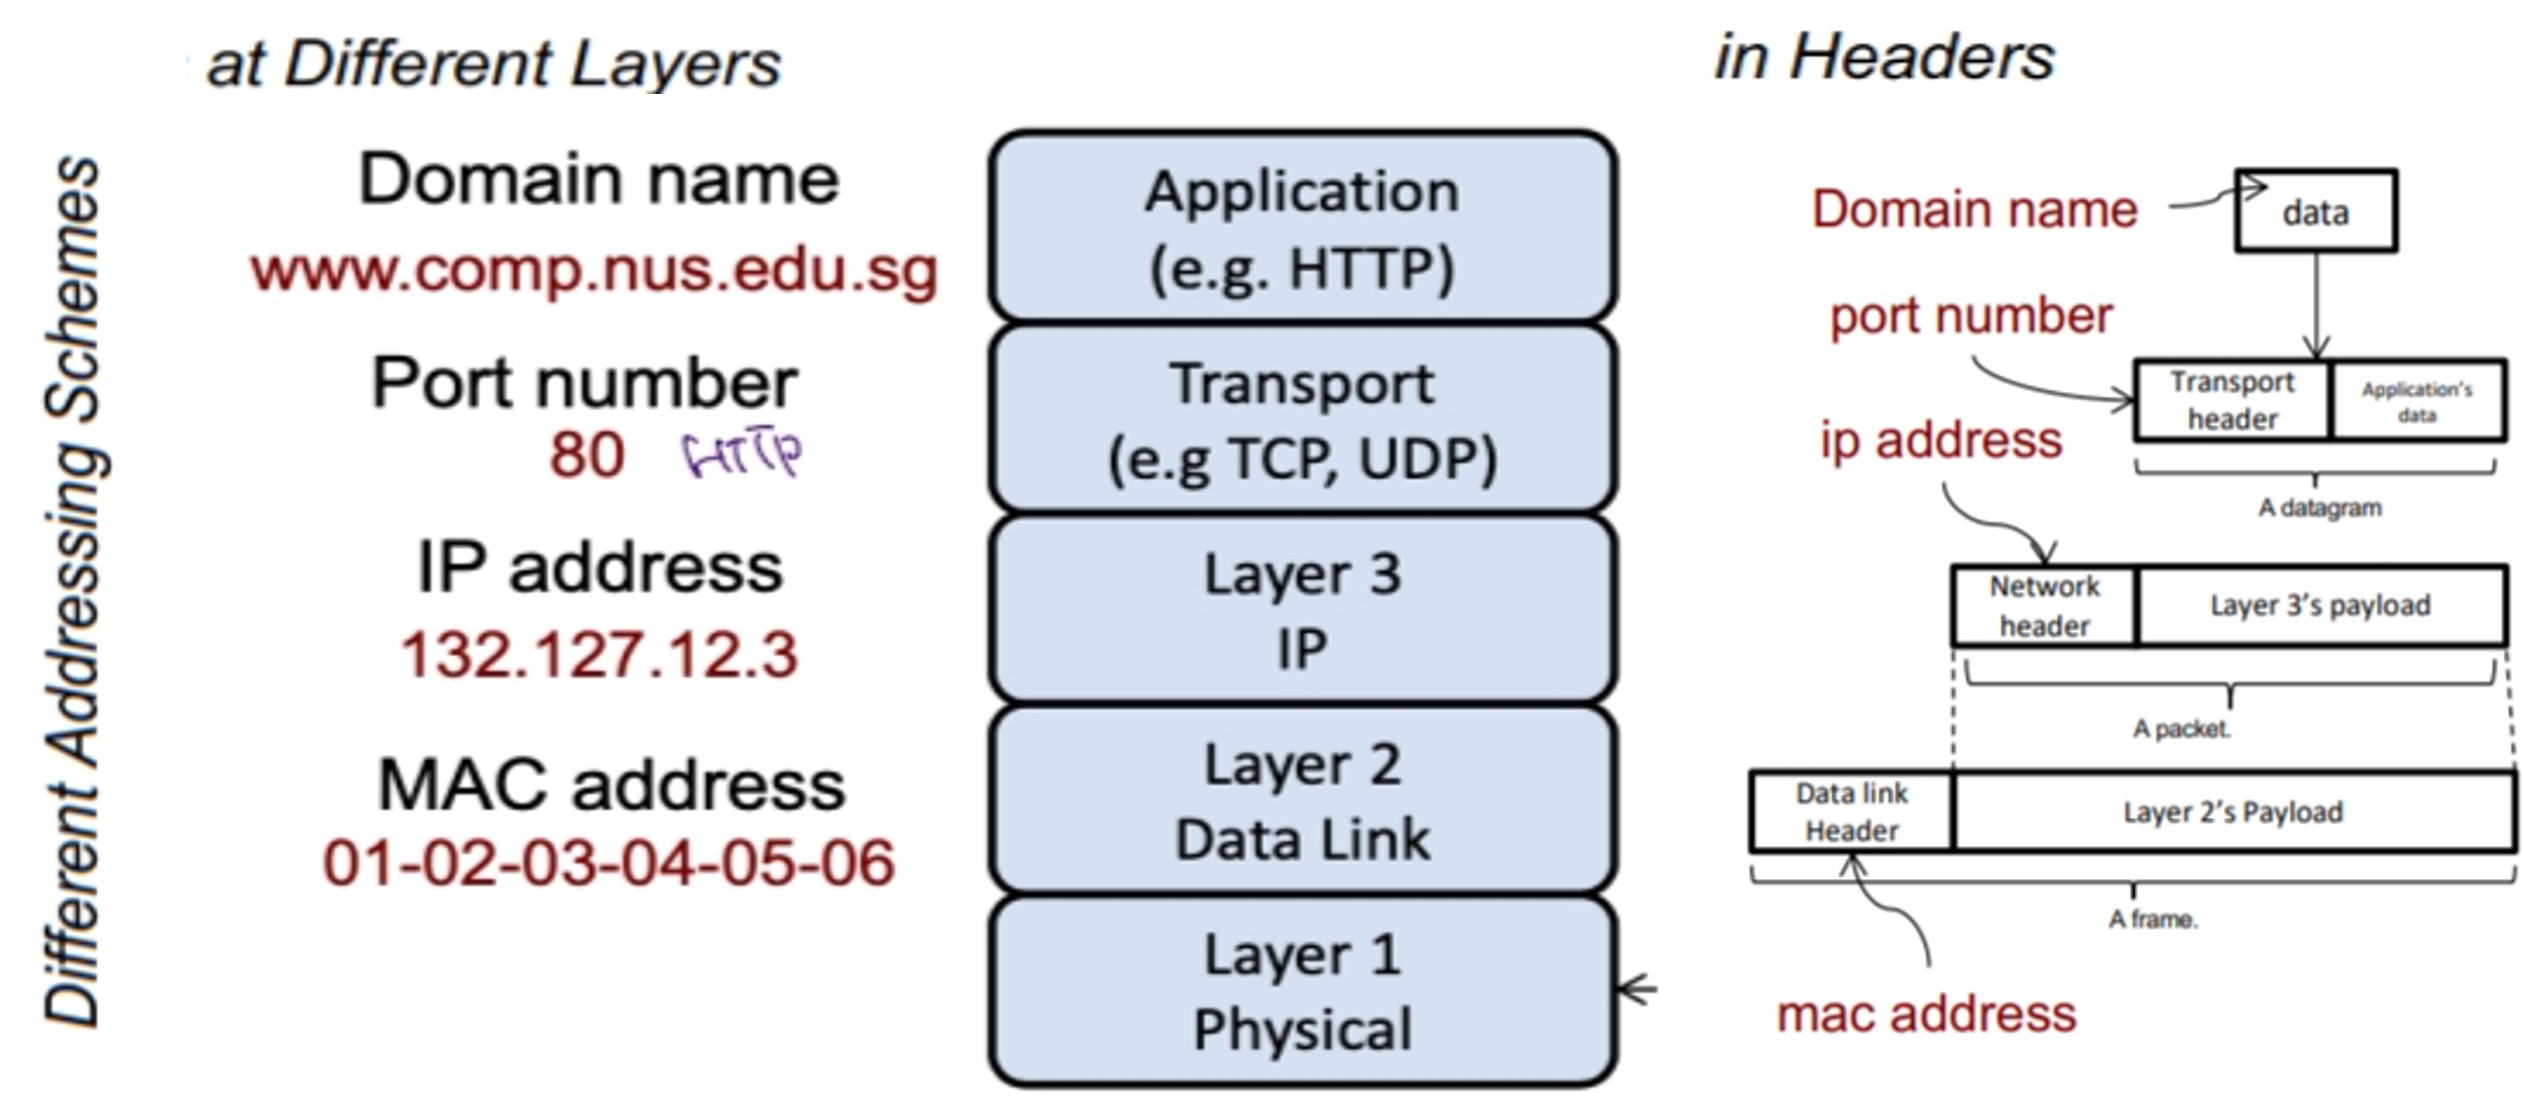 at Different Layers
in Headers
Different Addressing Schemes
Domain name
www.comp.nus.edu.sg
Port number
80 HTTP
IP address
132.127.12.3
MAC address
01-02-03-04-05-06
Application
(e.g. HTTP)
Transport
(e.g TCP, UDP)
Layer 3
IP
Layer 2
Data Link
Layer 1
Physical
Domain name
data
port number
Transport
header
Application's
data
ip address
A datagram
Network
header
Layer 3's payload
A packet.
Data link
Header
Layer 2's Payload
A frame.
mac address